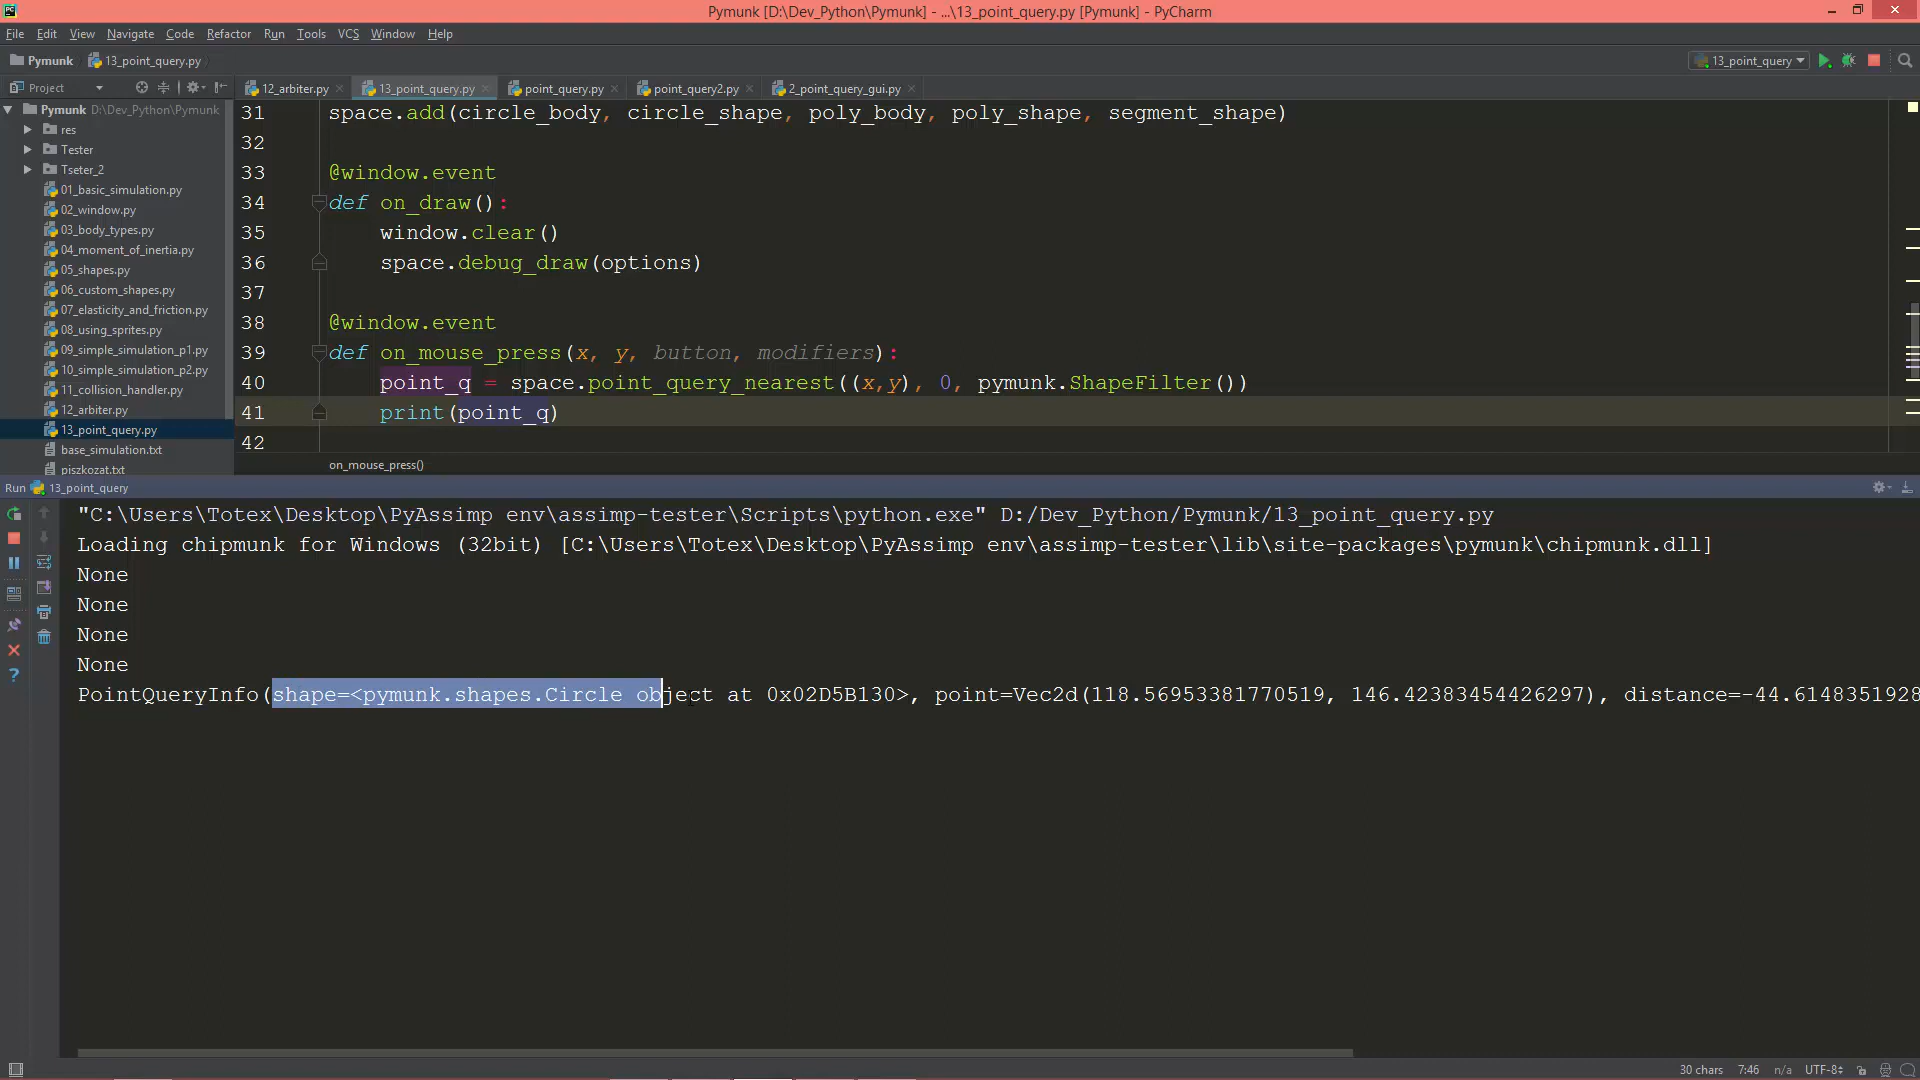 Pymunk [D:\Dev_Python\Pymunk] - ...\13_point_query.py [Pymunk] - PyCharm
File Edit View Navigate Code Refactor Run Tools VCS Window Help
Pymunk 13_point_query.py 13_point_query
Project 12_arbiter.py 13_point_query.py point_query.py point_query2.py 2_point_query_gui.py
Pymunk D:\Dev_Python\Pymunk
res
Tester
Tseter_2
01_basic_simulation.py
02_window.py
03_body_types.py
04_moment_of_inertia.py
05_shapes.py
06_custom_shapes.py
07_elasticity_and_friction.py
08_using_sprites.py
09_simple_simulation_p1.py
10_simple_simulation_p2.py
11_collision_handler.py
12_arbiter.py
13_point_query.py
base_simulation.txt
piszkozat.txt
31 space.add(circle_body, circle_shape, poly_body, poly_shape, segment_shape)
32
33 @window.event
34 def on_draw():
35 window.clear()
36 space.debug_draw(options)
37
38 @window.event
39 def on_mouse_press(x, y, button, modifiers):
40 point_q = space.point_query_nearest((x,y), 0, pymunk.ShapeFilter())
41 print(point_q)
42
on_mouse_press()
Run 13_point_query
"C:\Users\Totex\Desktop\PyAssimp env\assimp-tester\Scripts\python.exe" D:/Dev_Python/Pymunk/13_point_query.py
Loading chipmunk for Windows (32bit) [C:\Users\Totex\Desktop\PyAssimp env\assimp-tester\lib\site-packages\pymunk\chipmunk.dll]
None
None
None
None
PointQueryInfo(shape=<pymunk.shapes.Circle object at 0x02D5B130>, point=Vec2d(118.56953381770519, 146.42383454426297), distance=-44.6148351928
30 chars 7:46 n/a UTF-8